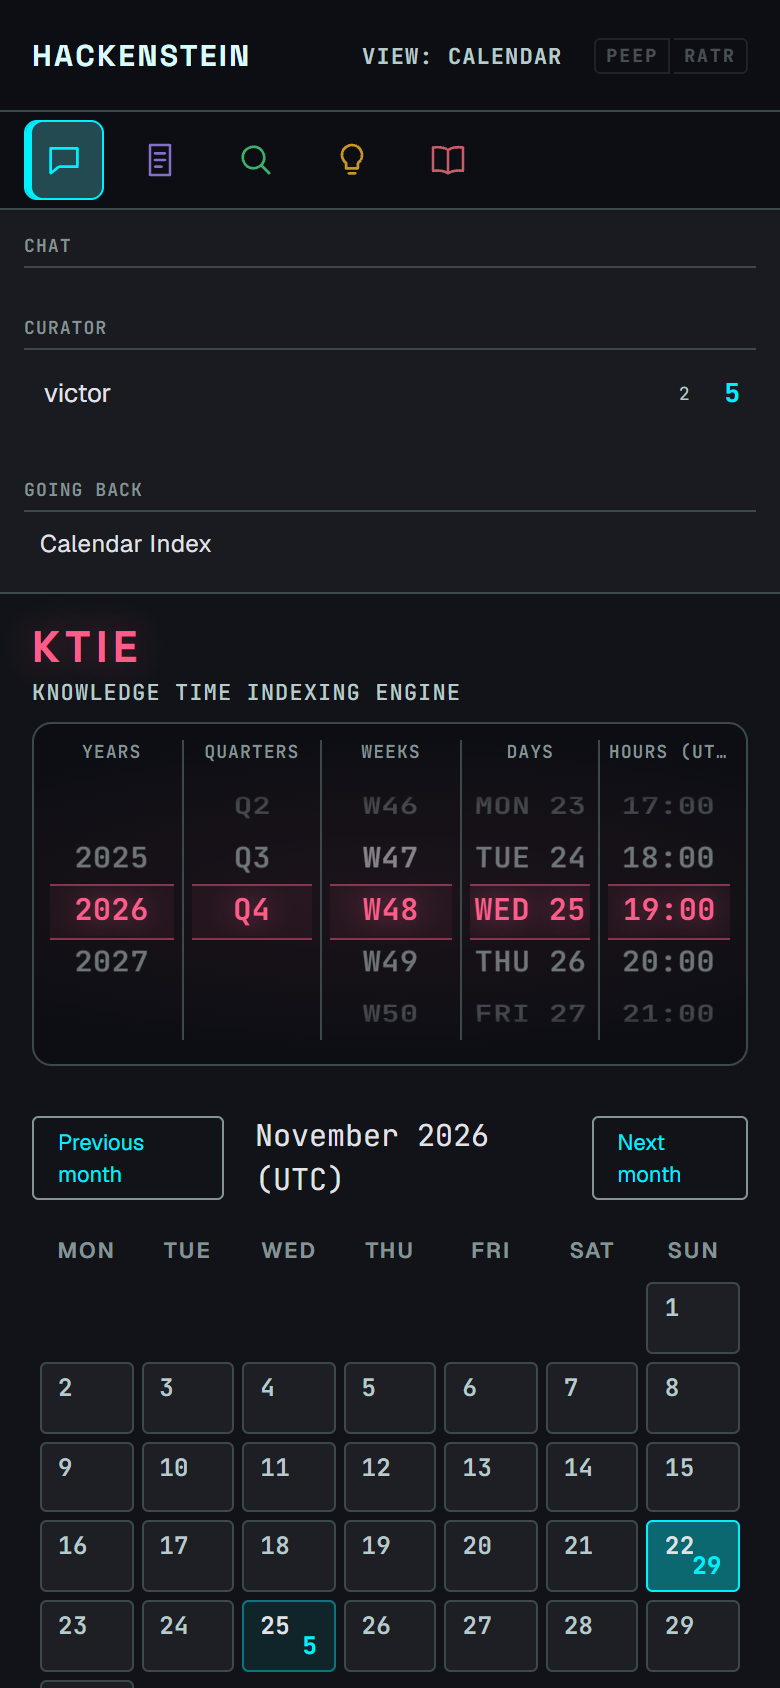 HACKENSTEIN VIEW: CALENDAR PEEP RATR
CHAT
CURATOR
victor 2 5
GOING BACK
Calendar Index
KTIE
KNOWLEDGE TIME INDEXING ENGINE
YEARS QUARTERS WEEKS DAYS HOURS (UT…
Q2 W46 MON 23 17:00
2025 Q3 W47 TUE 24 18:00
2026 Q4 W48 WED 25 19:00
2027 W49 THU 26 20:00
W50 FRI 27 21:00
Previous month November 2026 (UTC) Next month
MON TUE WED THU FRI SAT SUN
1
2 3 4 5 6 7 8
9 10 11 12 13 14 15
16 17 18 19 20 21 22 29
23 24 25 5 26 27 28 29